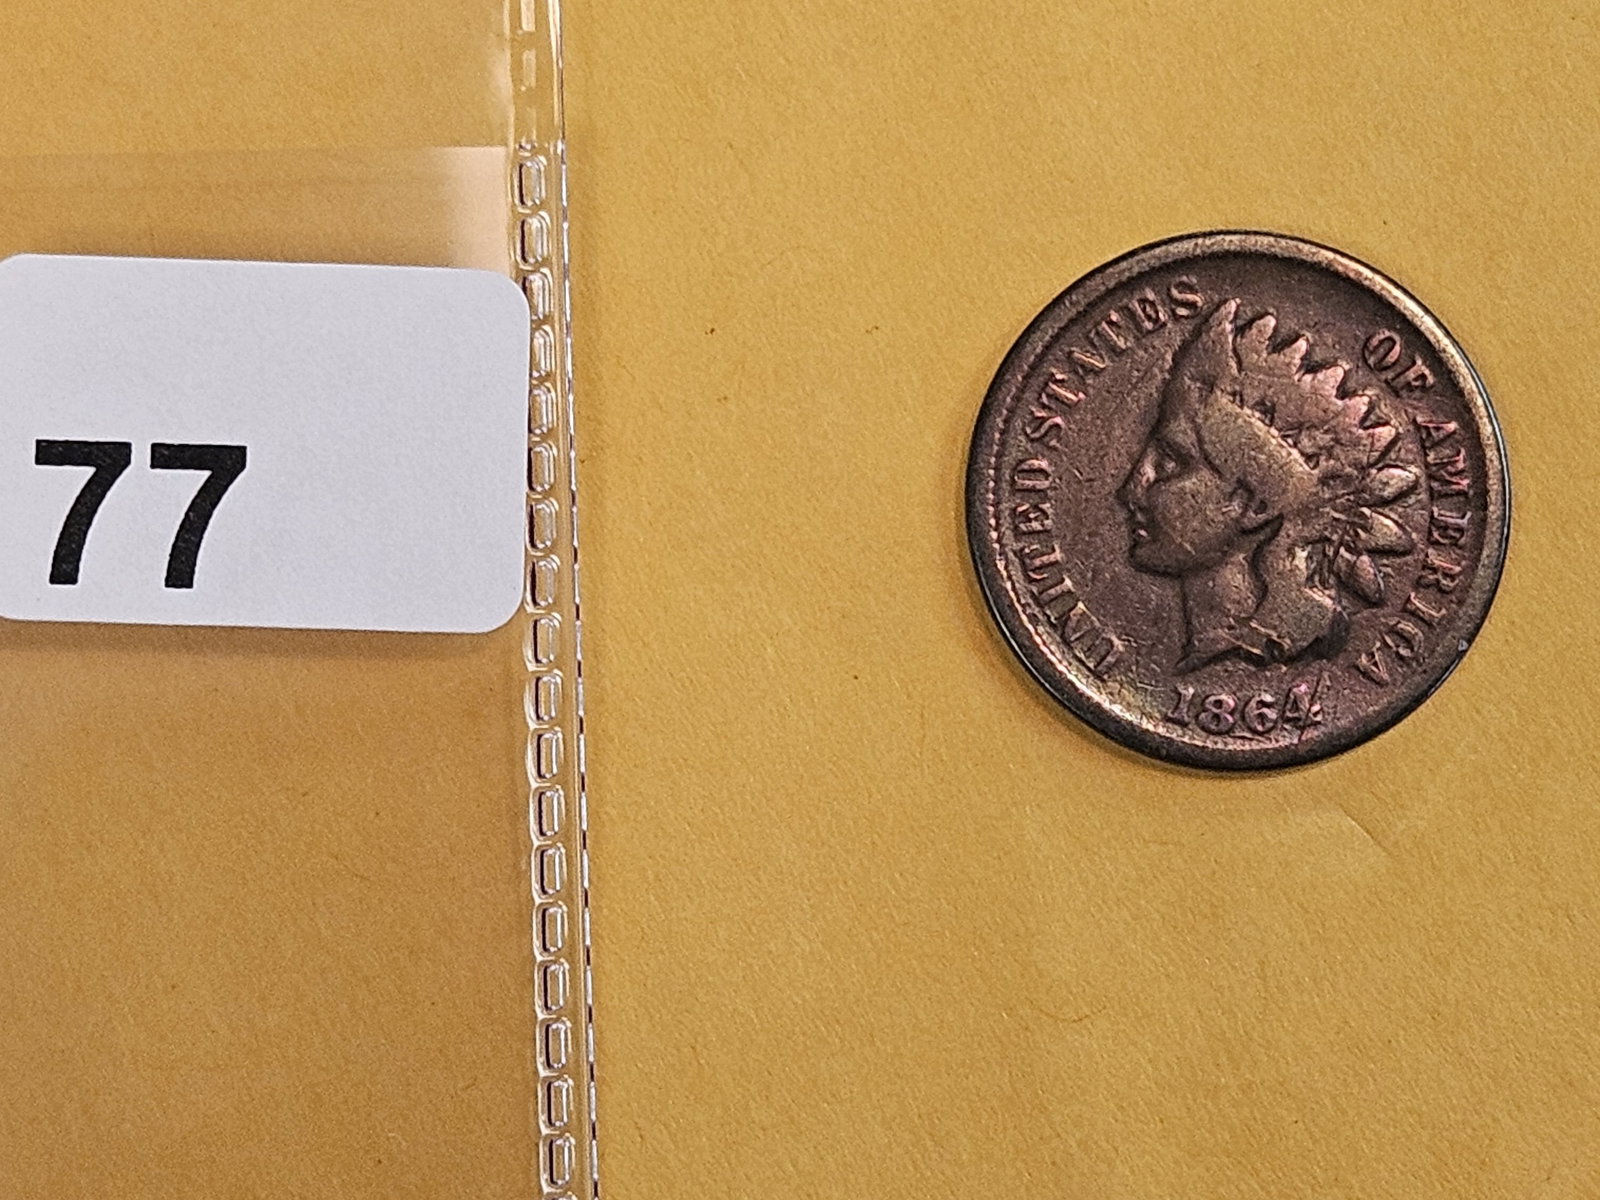 77
UNITED STATES OF AMERICA
1864